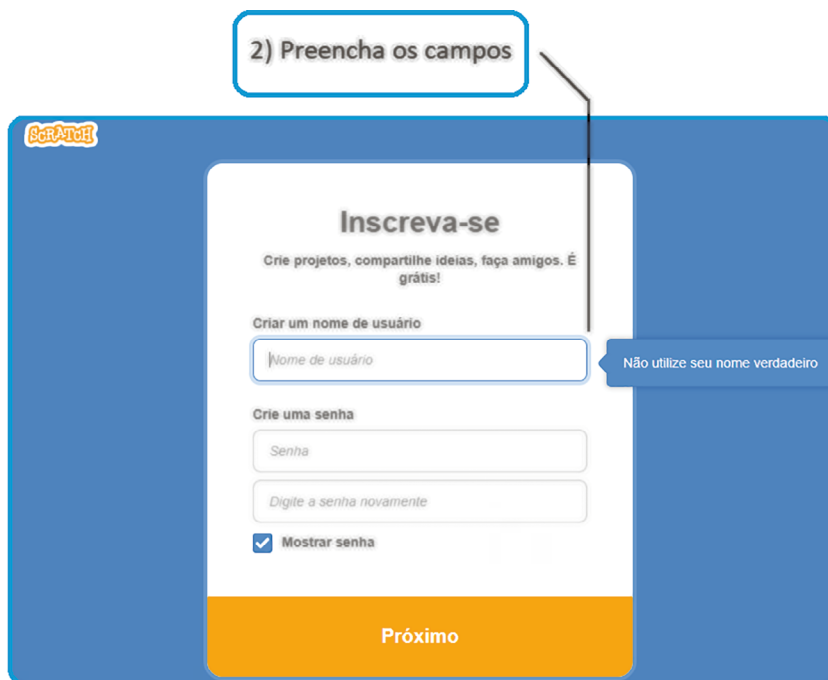 2) Preencha os campos
SCRATCH
Inscreva-se
Crie projetos, compartilhe ideias, faça amigos. É
grátis!
Criar um nome de usuário
Nome de usuário
Não utilize seu nome verdadeiro
Crie uma senha
Senha
Digite a senha novamente
Mostrar senha
Próximo